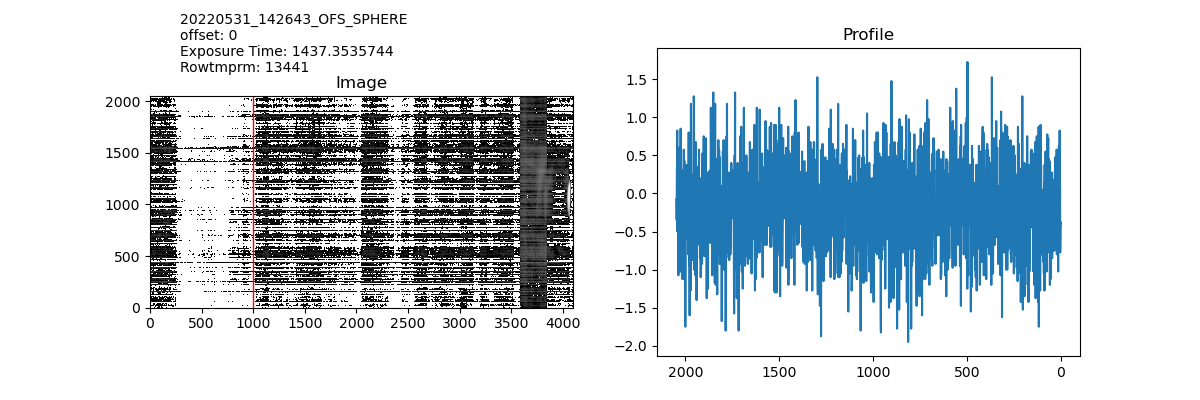 20220531_142643_OFS_SPHERE
offset: 0
Exposure Time: 1437.3535744
Rowtmprm: 13441
Image
2000
1500
1000
500
0
0 500 1000 1500 2000 2500 3000 3500 4000
Profile
1.5
1.0
0.5
0.0
−0.5
−1.0
−1.5
−2.0
2000 1500 1000 500 0